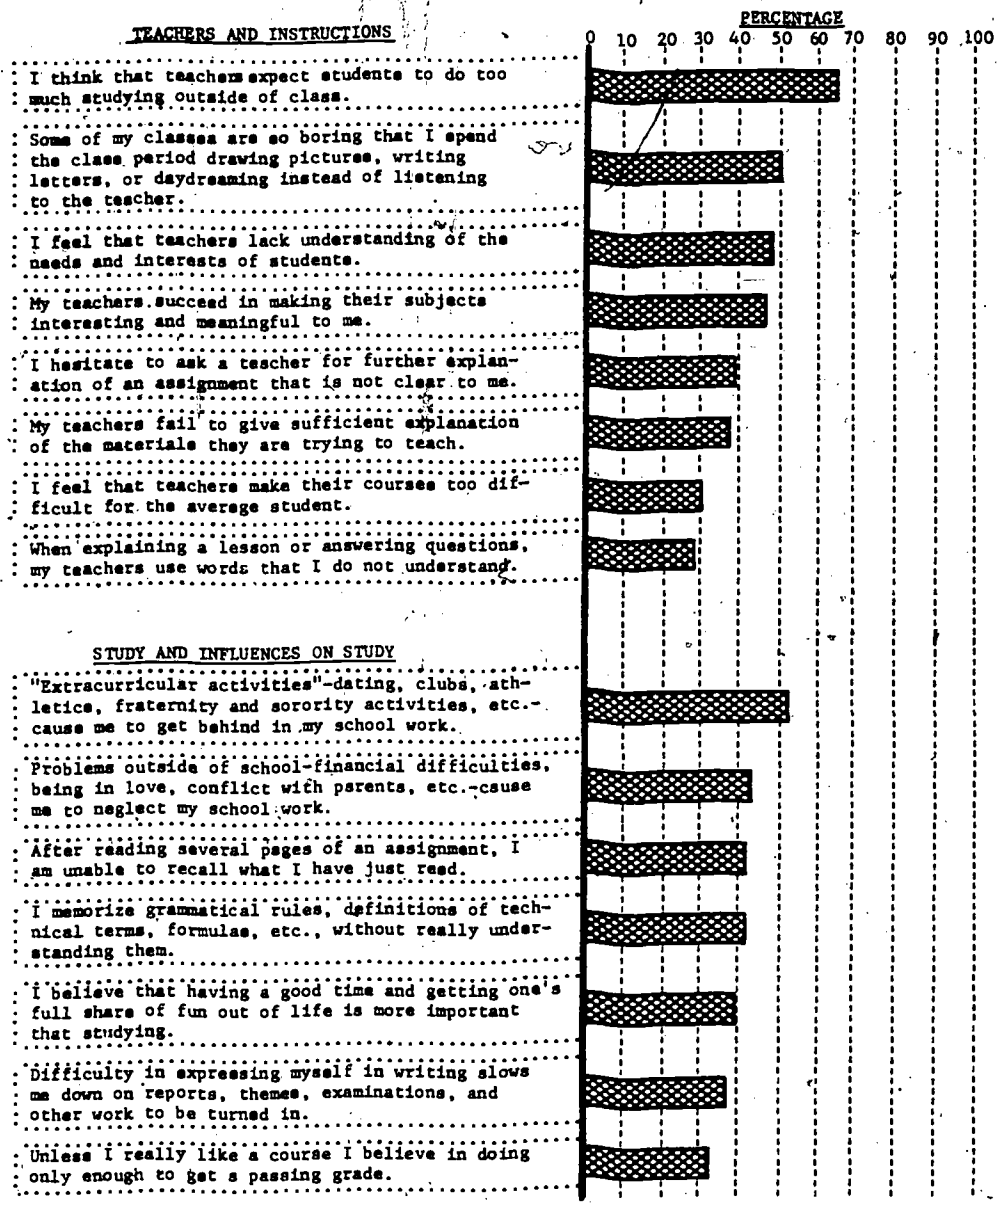 TEACHERS AND INSTRUCTIONS
PERCENTAGE
0 10 20 30 40 50 60 70 80 90 100
I think that teachers expect students to do too
much studying outside of class.
Some of my classes are so boring that I spend
the class period drawing pictures, writing
letters, or daydreaming instead of listening
to the teacher.
I feel that teachers lack understanding of the
needs and interests of students.
My teachers succeed in making their subjects
interesting and meaningful to me.
I hesitate to ask a teacher for further explan-
ation of an assignment that is not clear to me.
My teachers fail to give sufficient explanation
of the materials they are trying to teach.
I feel that teachers make their courses too dif-
ficult for the average student.
When explaining a lesson or answering questions,
my teachers use words that I do not understand.
STUDY AND INFLUENCES ON STUDY
"Extracurricular activities"-dating, clubs, ath-
letics, fraternity and sorority activities, etc.-
cause me to get behind in my school work.
Problems outside of school-financial difficulties,
being in love, conflict with parents, etc.-cause
me to neglect my school work.
After reading several pages of an assignment, I
am unable to recall what I have just read.
I memorize grammatical rules, definitions of tech-
nical terms, formulas, etc., without really under-
standing them.
I believe that having a good time and getting one's
full share of fun out of life is more important
that studying.
Difficulty in expressing myself in writing slows
me down on reports, themes, examinations, and
other work to be turned in.
Unless I really like a course I believe in doing
only enough to get a passing grade.